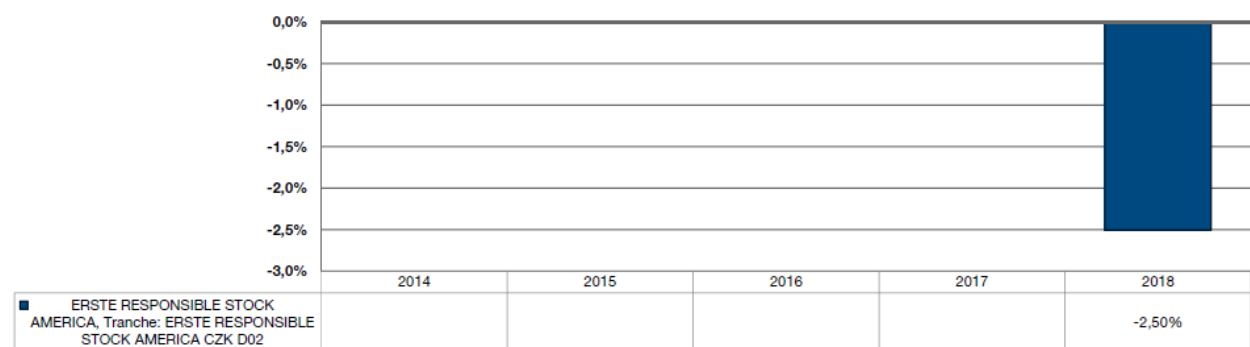 0,0%
-0,5%
-1,0%
-1,5%
-2,0%
-2,5%
-3,0%
2014 2015 2016 2017 2018
ERSTE RESPONSIBLE STOCK
AMERICA, Tranche: ERSTE RESPONSIBLE
STOCK AMERICA CZK D02
-2,50%